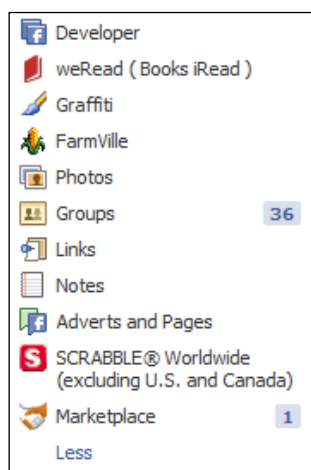 Developer
weRead ( Books iRead )
Graffiti
FarmVille
Photos
Groups 36
Links
Notes
Adverts and Pages
S SCRABBLE® Worldwide
(excluding U.S. and Canada)
Marketplace 1
Less